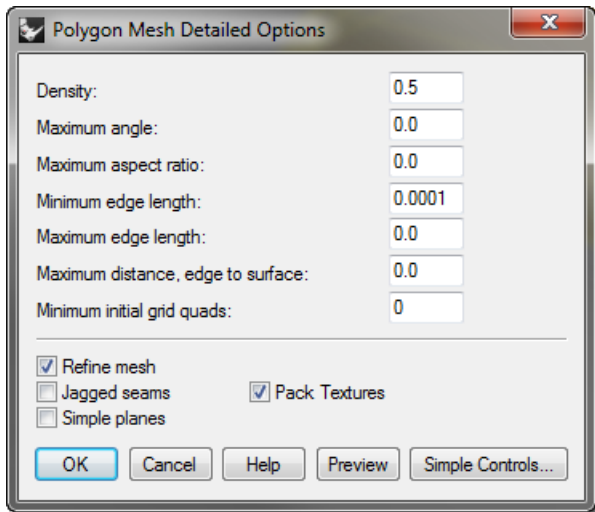 Polygon Mesh Detailed Options
Density: 0.5
Maximum angle: 0.0
Maximum aspect ratio: 0.0
Minimum edge length: 0.0001
Maximum edge length: 0.0
Maximum distance, edge to surface: 0.0
Minimum initial grid quads: 0
Refine mesh
Jagged seams Pack Textures
Simple planes
OK Cancel Help Preview Simple Controls...